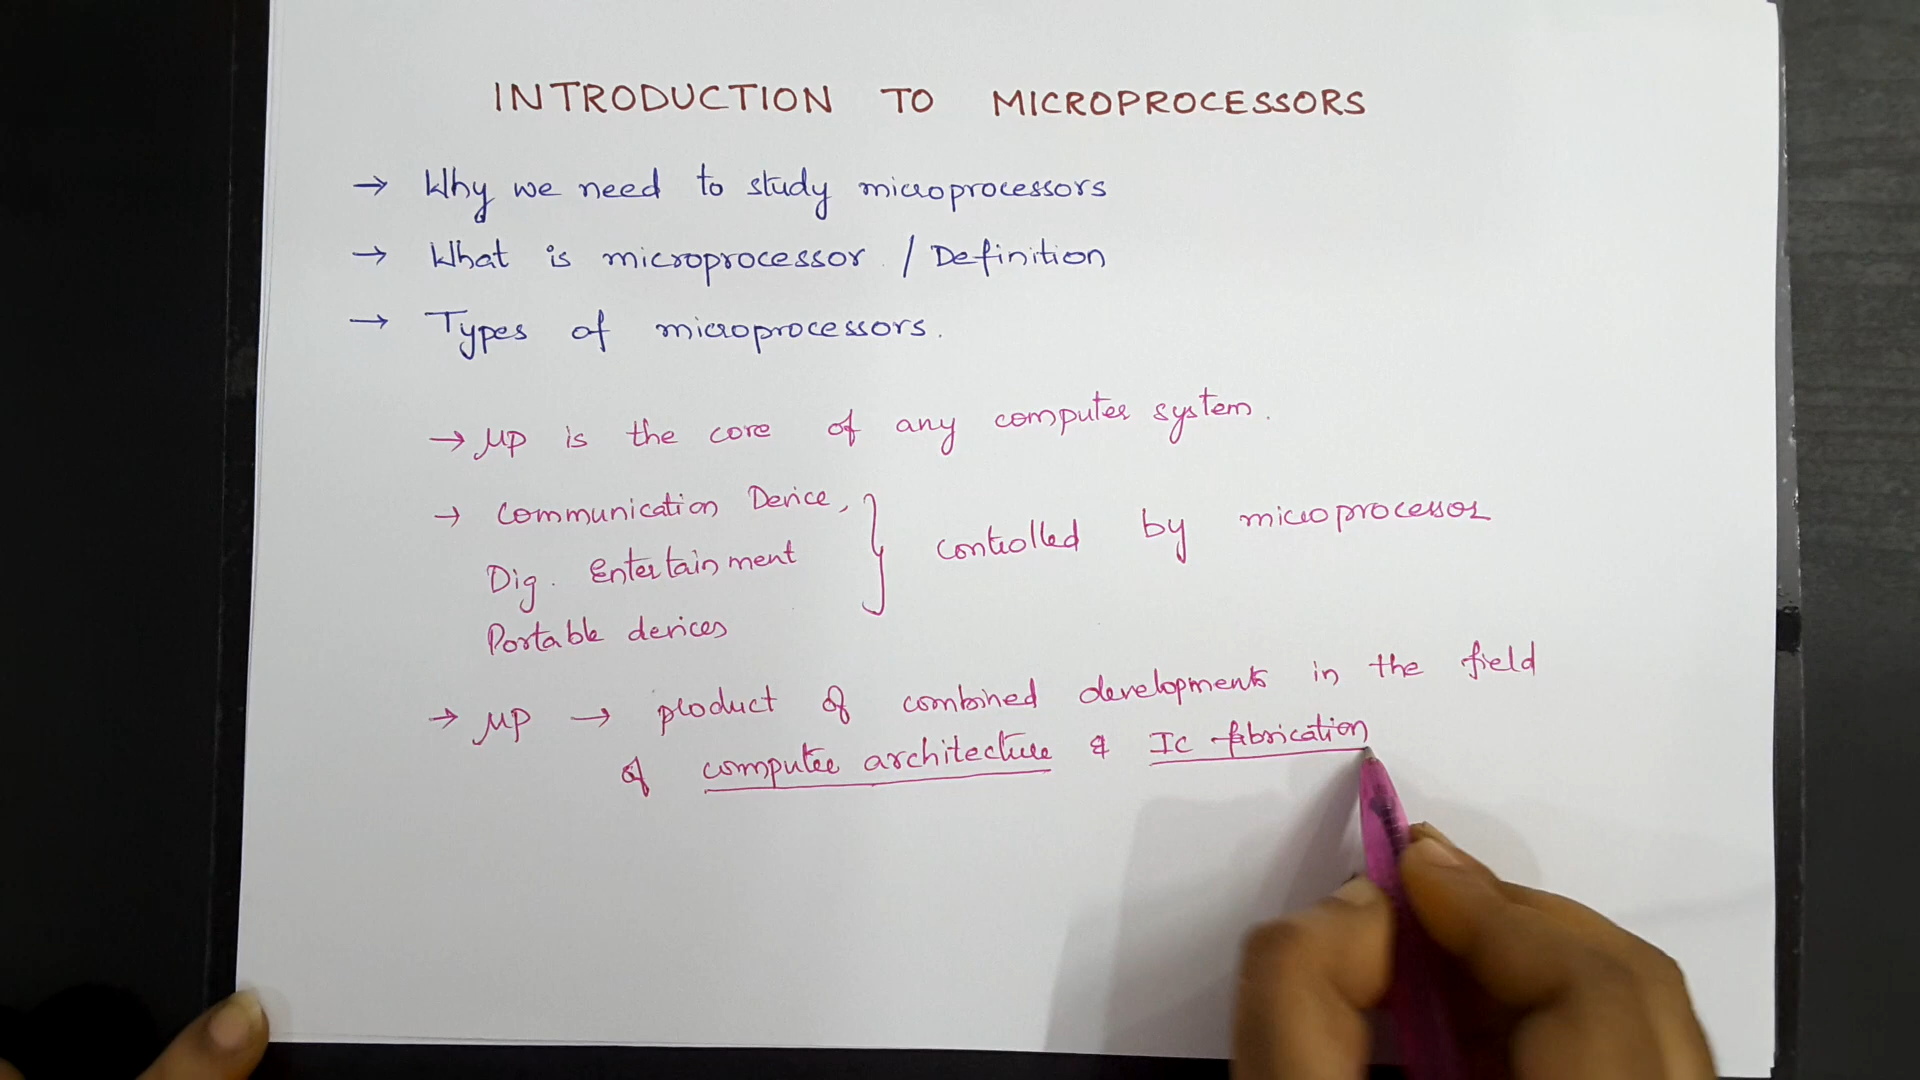 INTRODUCTION TO MICROPROCESSORS
→ Why we need to study microprocessors
→ What is microprocessor / Definition
→ Types of microprocessors.
→ μp is the core of any computer system.
→ Communication Device,
Dig. Entertainment
Portable devices
} controlled by microprocessor
→ μp → product of combined developments in the field
of computer architecture & Ic fabrication